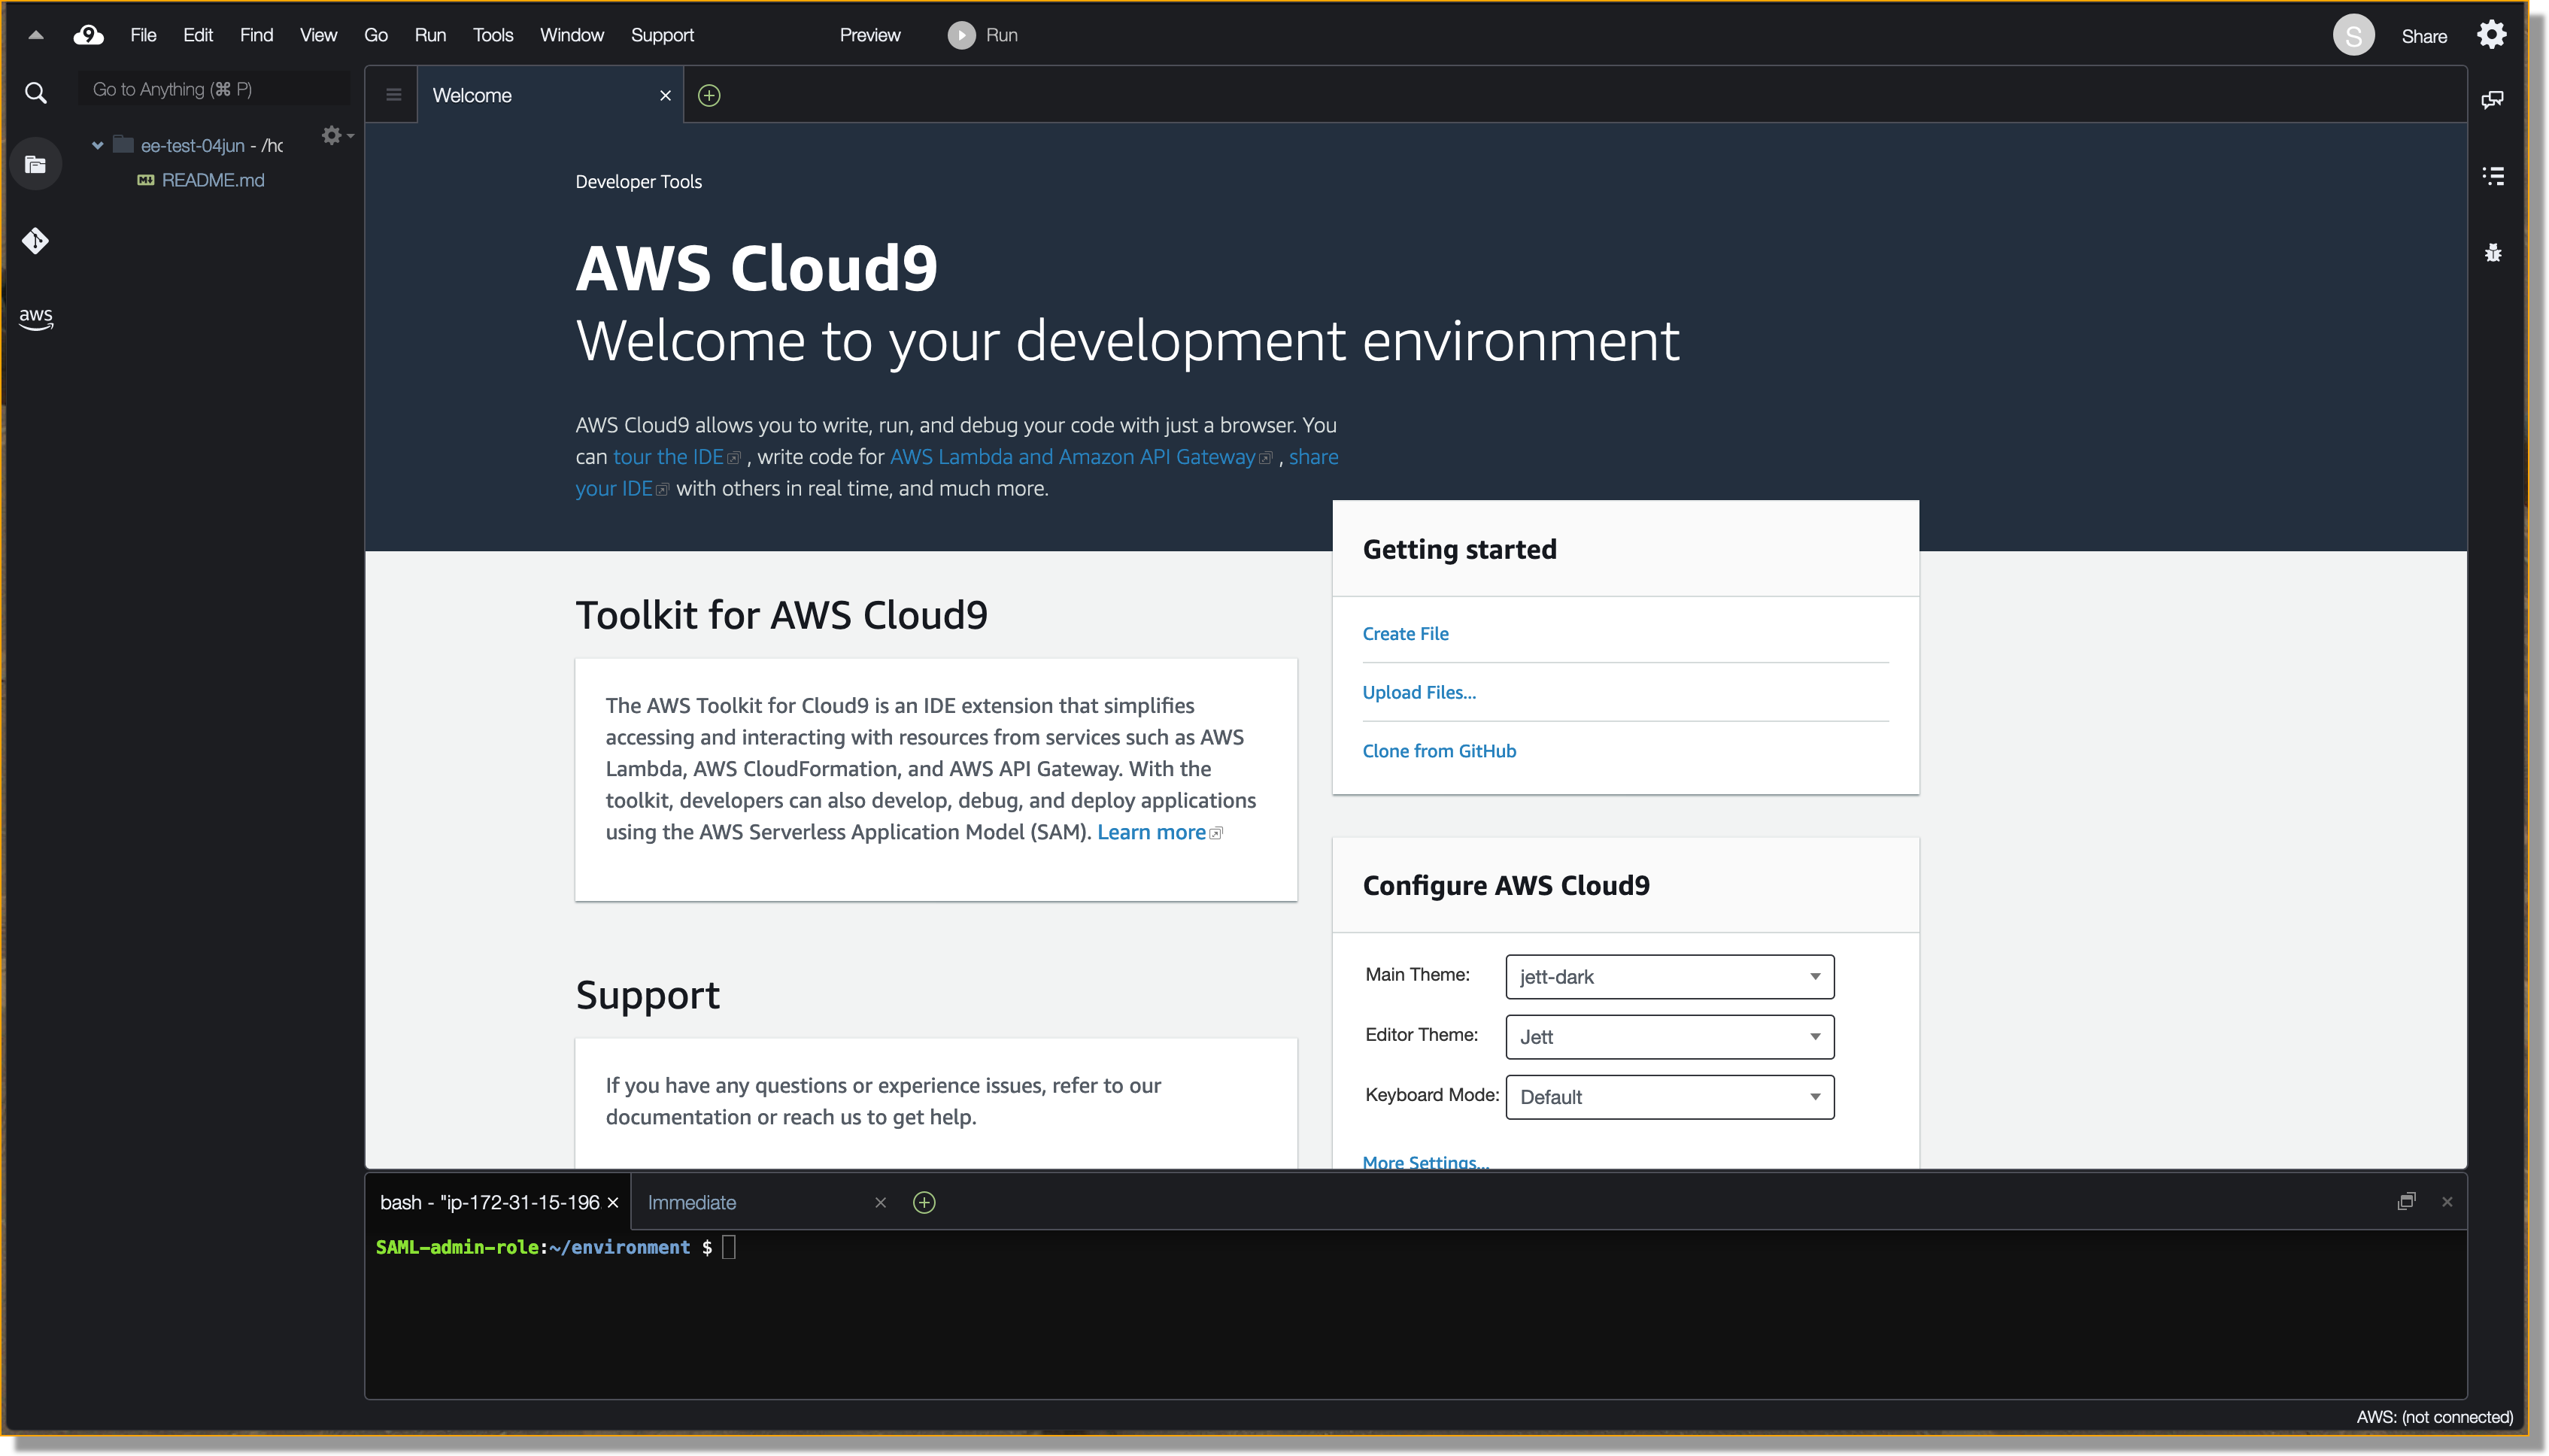 9 File Edit Find View Go Run Tools Window Support Preview Run S Share
Go to Anything (⌘ P)
Welcome
ee-test-04jun - /hc
README.md
aws
Developer Tools
AWS Cloud9
Welcome to your development environment
AWS Cloud9 allows you to write, run, and debug your code with just a browser. You
can tour the IDE , write code for AWS Lambda and Amazon API Gateway , share
your IDE with others in real time, and much more.
Getting started
Create File
Upload Files...
Clone from GitHub
Toolkit for AWS Cloud9
The AWS Toolkit for Cloud9 is an IDE extension that simplifies
accessing and interacting with resources from services such as AWS
Lambda, AWS CloudFormation, and AWS API Gateway. With the
toolkit, developers can also develop, debug, and deploy applications
using the AWS Serverless Application Model (SAM). Learn more
Configure AWS Cloud9
Main Theme: jett-dark
Editor Theme: Jett
Keyboard Mode: Default
More Settings...
Support
If you have any questions or experience issues, refer to our
documentation or reach us to get help.
bash - "ip-172-31-15-196 Immediate
SAML-admin-role:~/environment $
AWS: (not connected)